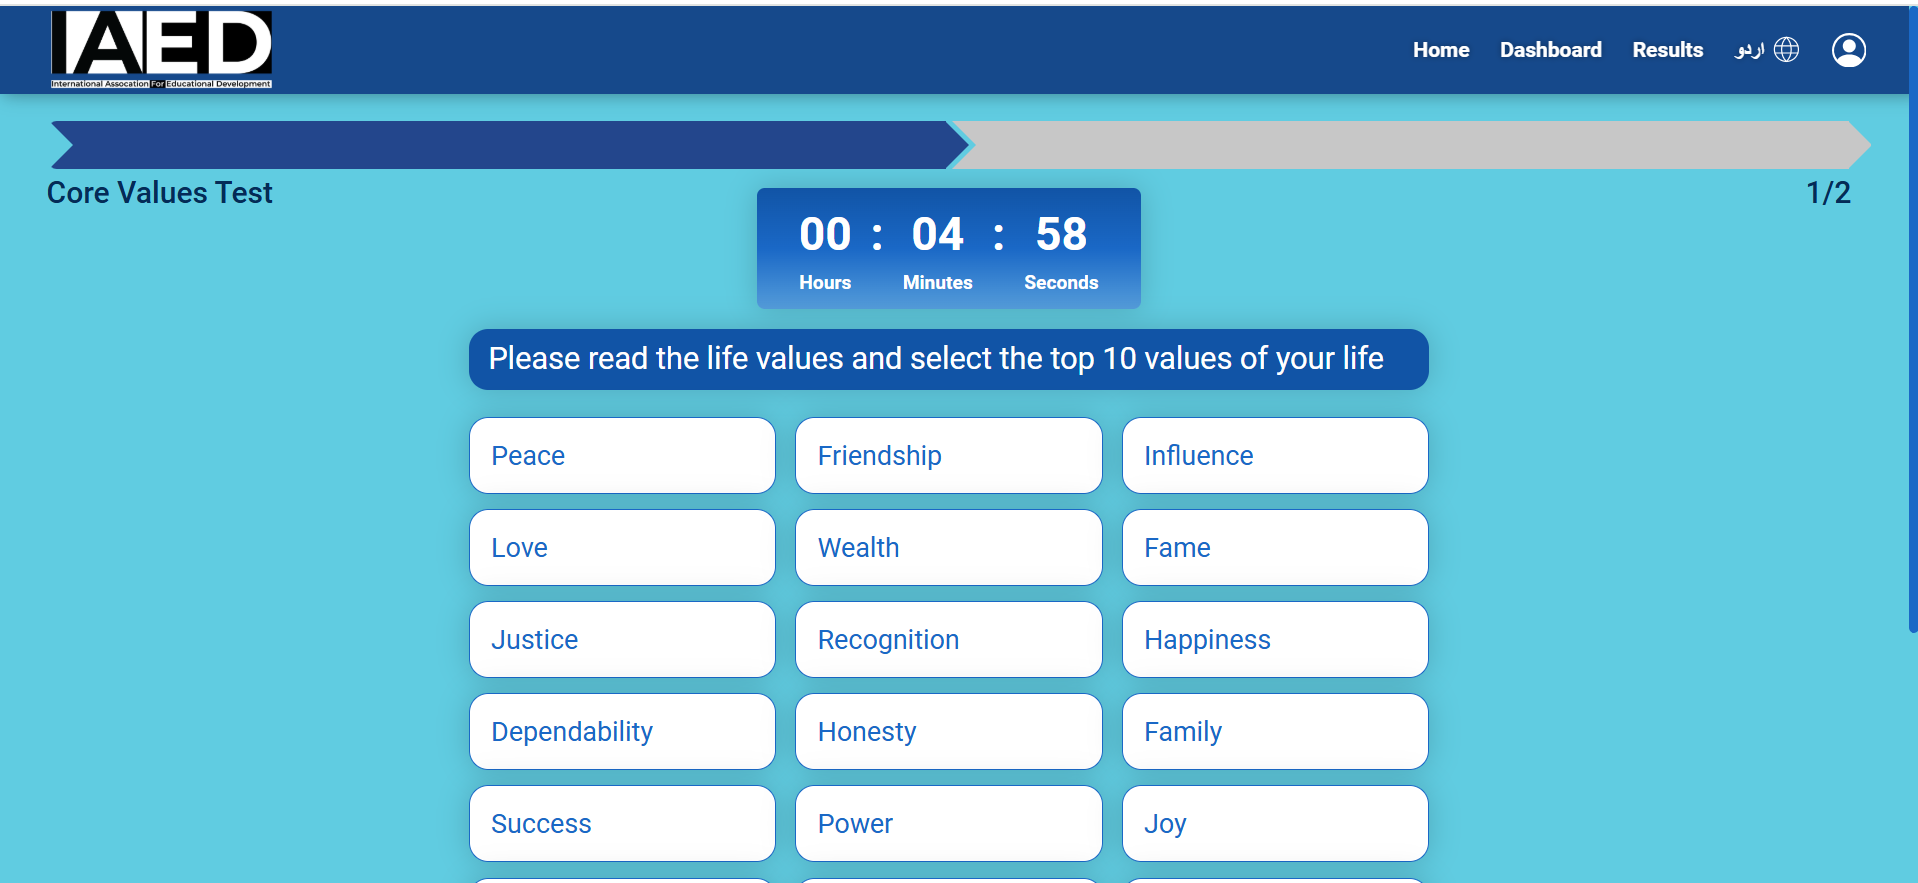 IAED
International Assocation For Educational Development
Home Dashboard Results اردو
Core Values Test
1/2
00 : 04 : 58
Hours Minutes Seconds
Please read the life values and select the top 10 values of your life
Peace Friendship Influence
Love Wealth Fame
Justice Recognition Happiness
Dependability Honesty Family
Success Power Joy